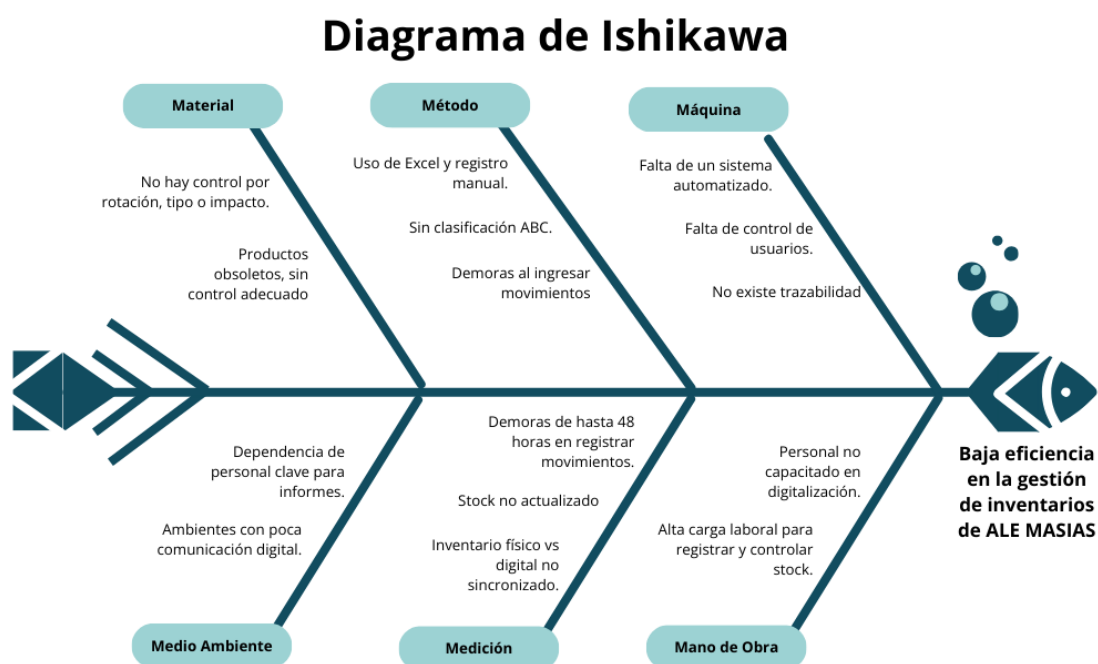 Diagrama de Ishikawa
Material
Método
Máquina
No hay control por
rotación, tipo o impacto.
Productos
obsoletos, sin
control adecuado
Uso de Excel y registro
manual.
Sin clasificación ABC.
Demoras al ingresar
movimientos
Falta de un sistema
automatizado.
Falta de control de
usuarios.
No existe trazabilidad
Dependencia de
personal clave para
informes.
Ambientes con poca
comunicación digital.
Demoras de hasta 48
horas en registrar
movimientos.
Stock no actualizado
Inventario físico vs
digital no
sincronizado.
Personal no
capacitado en
digitalización.
Alta carga laboral para
registrar y controlar
stock.
Baja eficiencia
en la gestión
de inventarios
de ALE MASIAS
Medio Ambiente
Medición
Mano de Obra